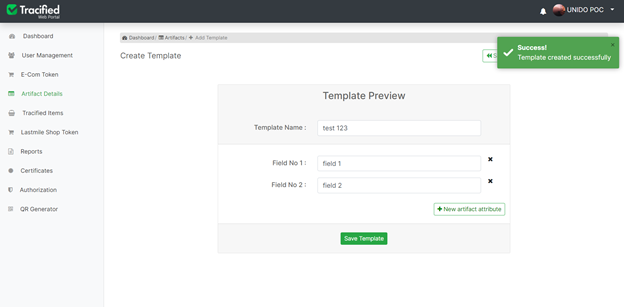 Tracified
Web Portal
UNIDO POC
Dashboard
User Management
E-Com Token
Artifact Details
Tracified Items
Lastmile Shop Token
Reports
Certificates
Authorization
QR Generator
Dashboard/ Artifacts/ Add Template
Create Template
Success!
Template created successfully
Template Preview
Template Name :
test 123
Field No 1 :
field 1
Field No 2 :
field 2
New artifact attribute
Save Template